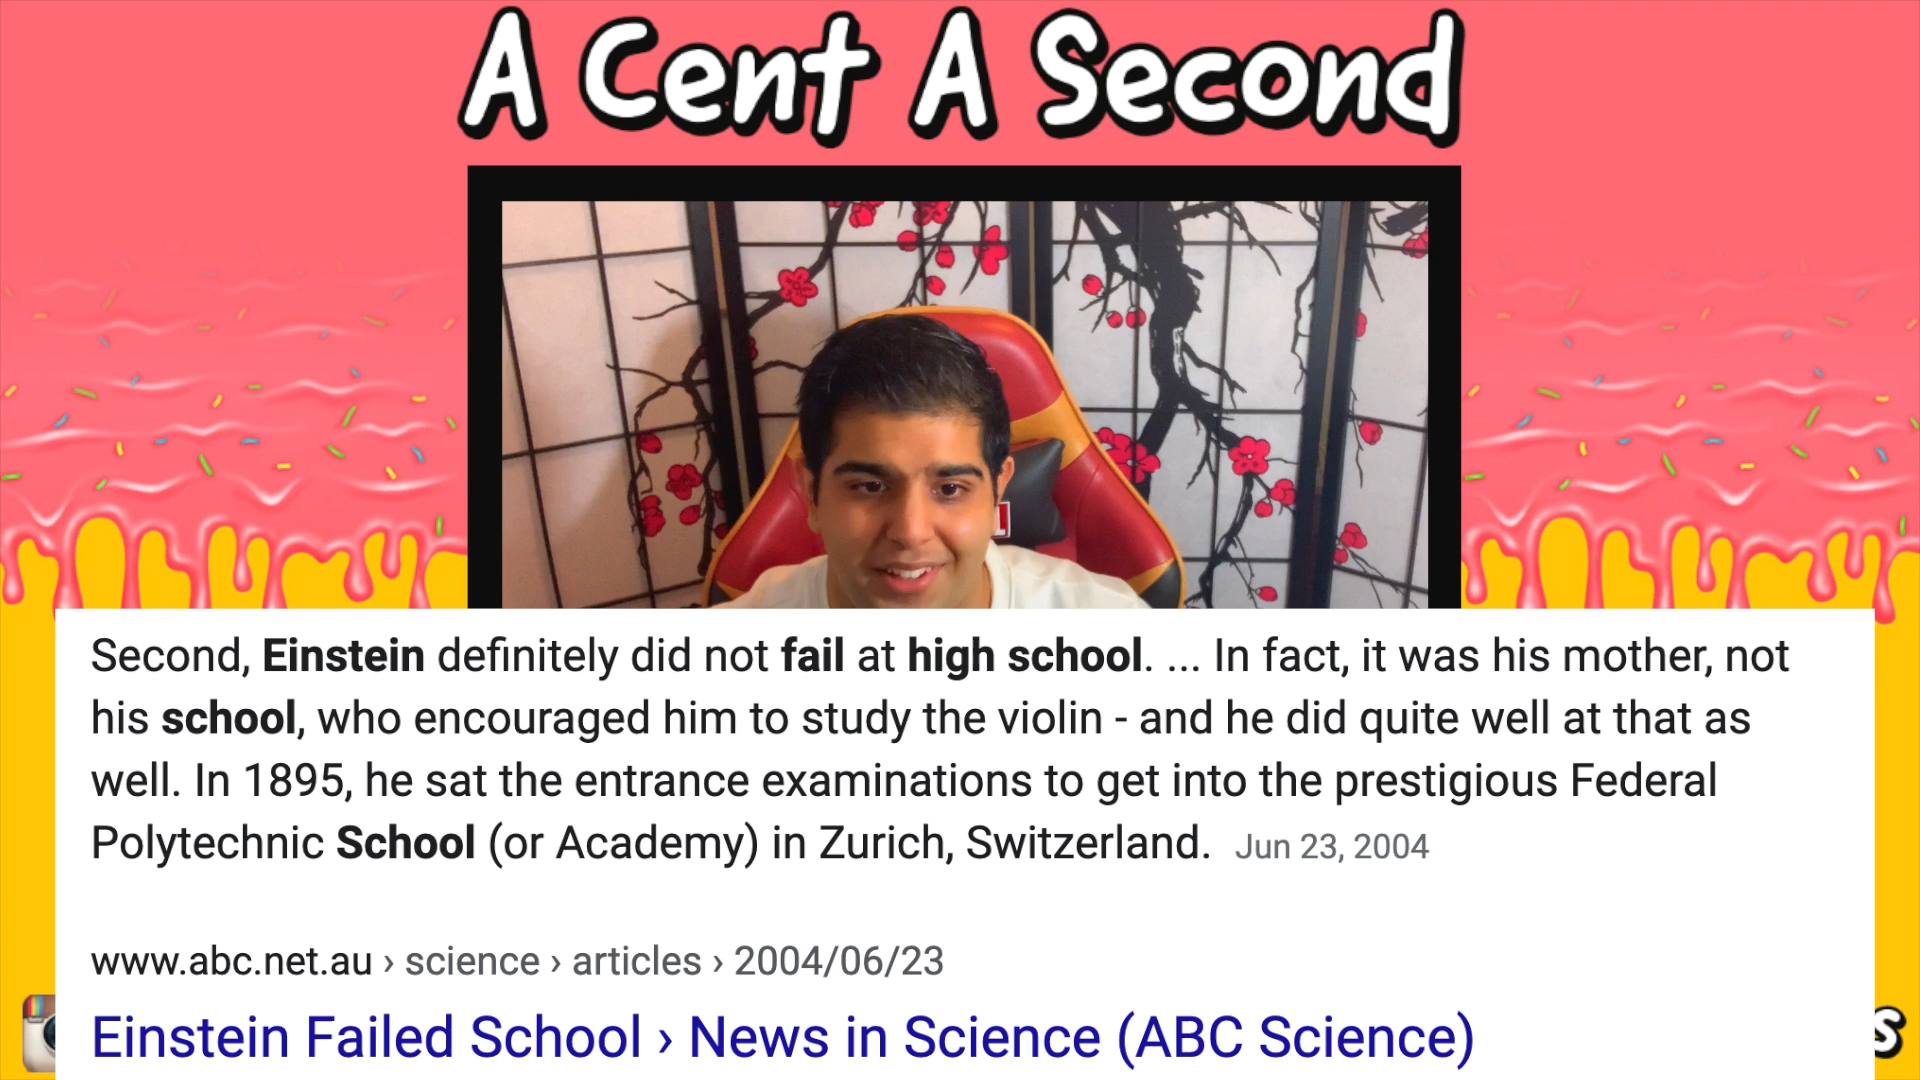 A Cent A Second
Second, Einstein definitely did not fail at high school. ... In fact, it was his mother, not
his school, who encouraged him to study the violin - and he did quite well at that as
well. In 1895, he sat the entrance examinations to get into the prestigious Federal
Polytechnic School (or Academy) in Zurich, Switzerland. Jun 23, 2004
www.abc.net.au › science › articles › 2004/06/23
Einstein Failed School › News in Science (ABC Science)